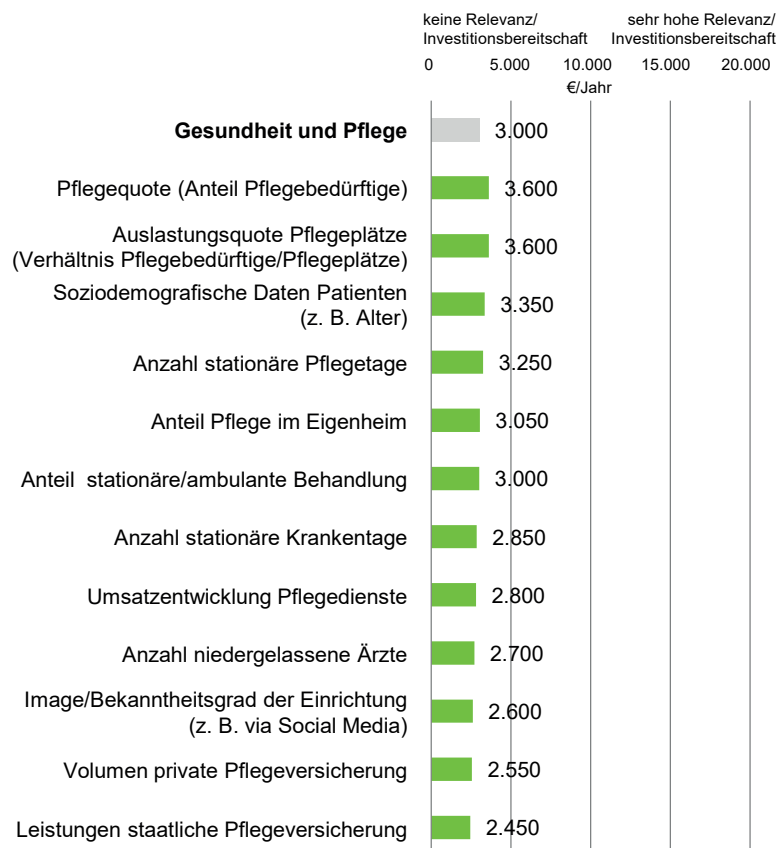 keine Relevanz/
Investitionsbereitschaft
sehr hohe Relevanz/
Investitionsbereitschaft
0 5.000 10.000 15.000 20.000
€/Jahr
Gesundheit und Pflege 3.000
Pflegequote (Anteil Pflegebedürftige) 3.600
Auslastungsquote Pflegeplätze
(Verhältnis Pflegebedürftige/Pflegeplätze) 3.600
Soziodemografische Daten Patienten
(z. B. Alter) 3.350
Anzahl stationäre Pflegetage 3.250
Anteil Pflege im Eigenheim 3.050
Anteil stationäre/ambulante Behandlung 3.000
Anzahl stationäre Krankentage 2.850
Umsatzentwicklung Pflegedienste 2.800
Anzahl niedergelassene Ärzte 2.700
Image/Bekanntheitsgrad der Einrichtung
(z. B. via Social Media) 2.600
Volumen private Pflegeversicherung 2.550
Leistungen staatliche Pflegeversicherung 2.450